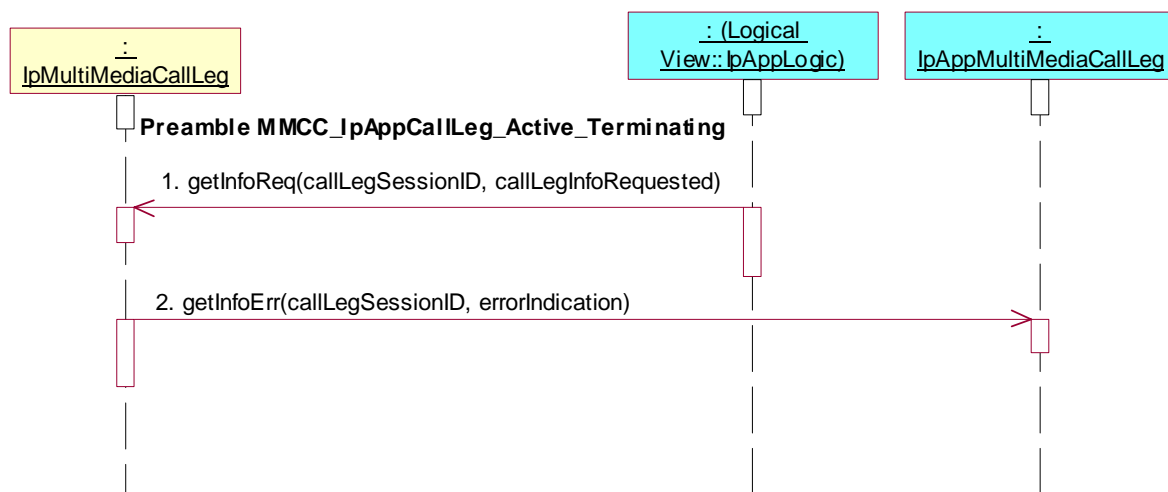 :
IpMultiMediaCallLeg
: (Logical
View::IpAppLogic)
:
IpAppMultiMediaCallLeg
Preamble MMCC_IpAppCallLeg_Active_Terminating
1. getInfoReq(callLegSessionID, callLegInfoRequested)
2. getInfoErr(callLegSessionID, errorIndication)